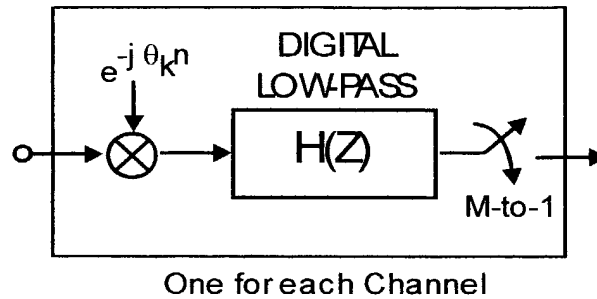 e^-j θkn
DIGITAL
LOW-PASS
H(Z)
M-to-1
One for each Channel